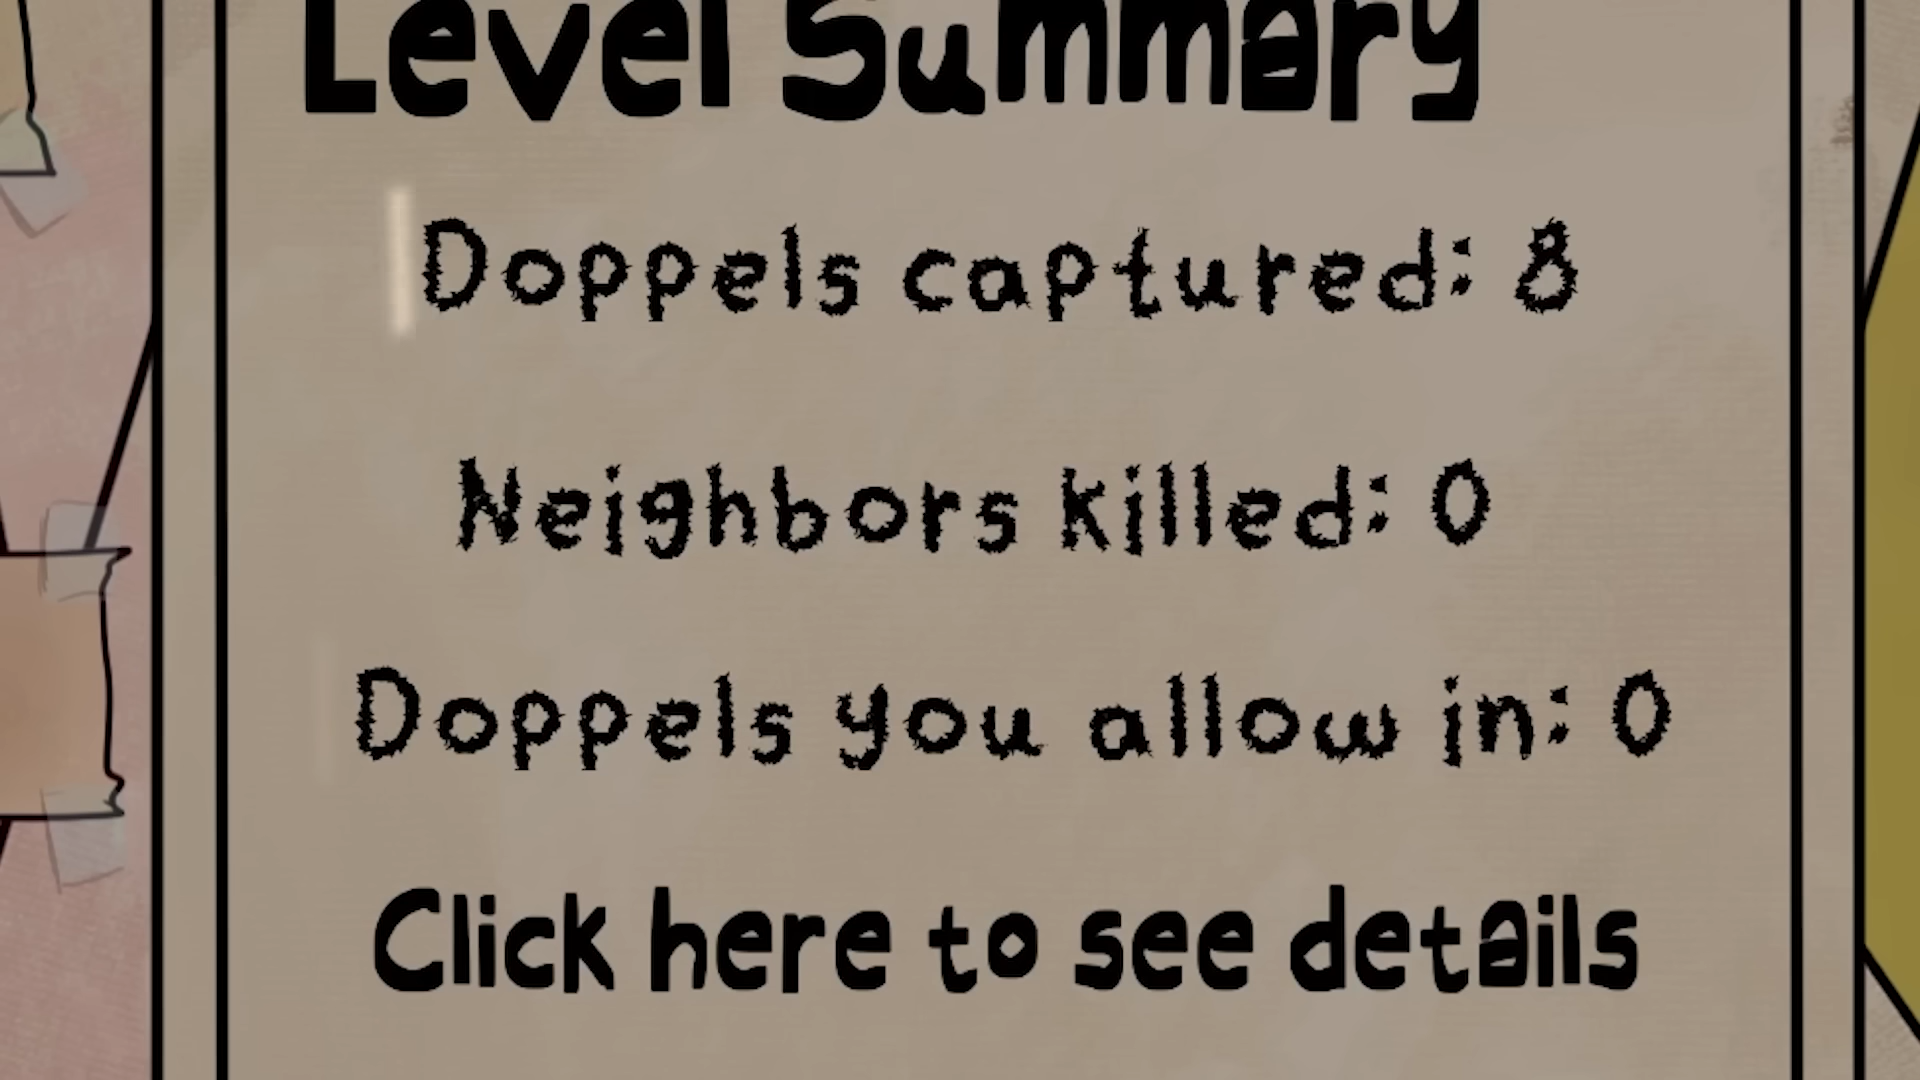 Level Summary
Doppels captured: 8
Neighbors killed: 0
Doppels you allow in: 0
Click here to see details